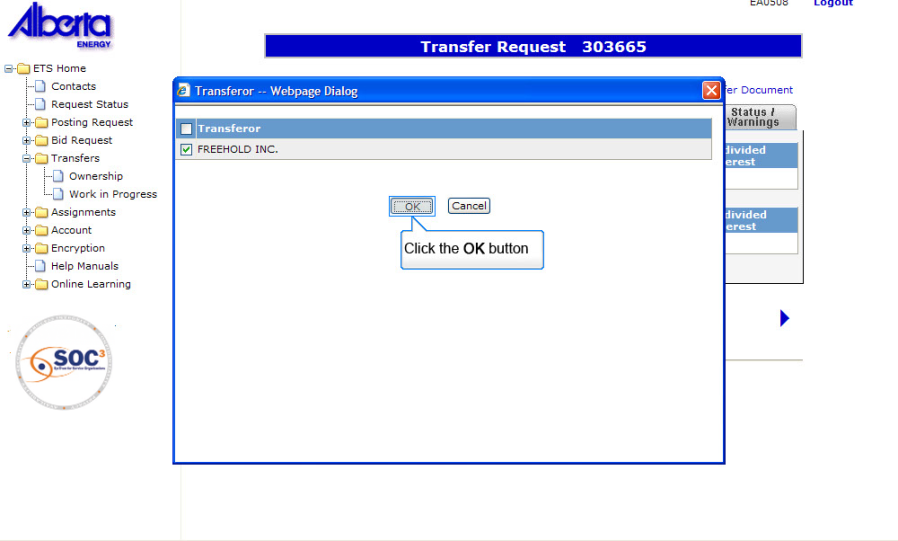 EA0508 Logout
Alberta
ENERGY
Transfer Request 303665
ETS Home
Contacts
Request Status
Posting Request
Bid Request
Transfers
Ownership
Work in Progress
Assignments
Account
Encryption
Help Manuals
Online Learning
SOC3
Transferor -- Webpage Dialog
Transferor
FREEHOLD INC.
OK
Cancel
Click the OK button
fer Document
Status /
Warnings
divided
erest
divided
erest